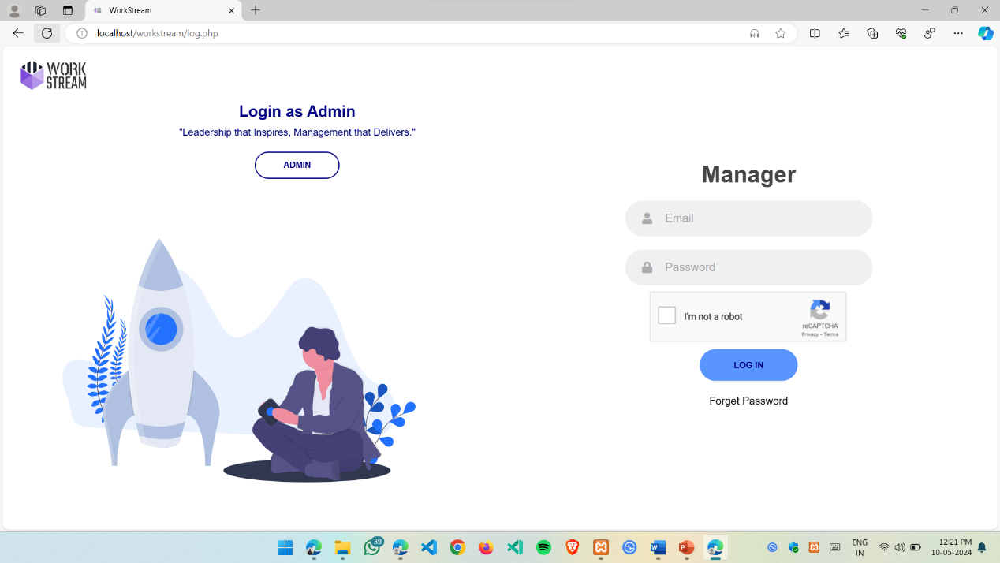 WorkStream
localhost/workstream/log.php
WORK
STREAM
Login as Admin
"Leadership that Inspires, Management that Delivers."
ADMIN
Manager
Email
Password
I'm not a robot
reCAPTCHA
Privacy - Terms
LOG IN
Forget Password
39
ENG
IN
12:21 PM
10-05-2024